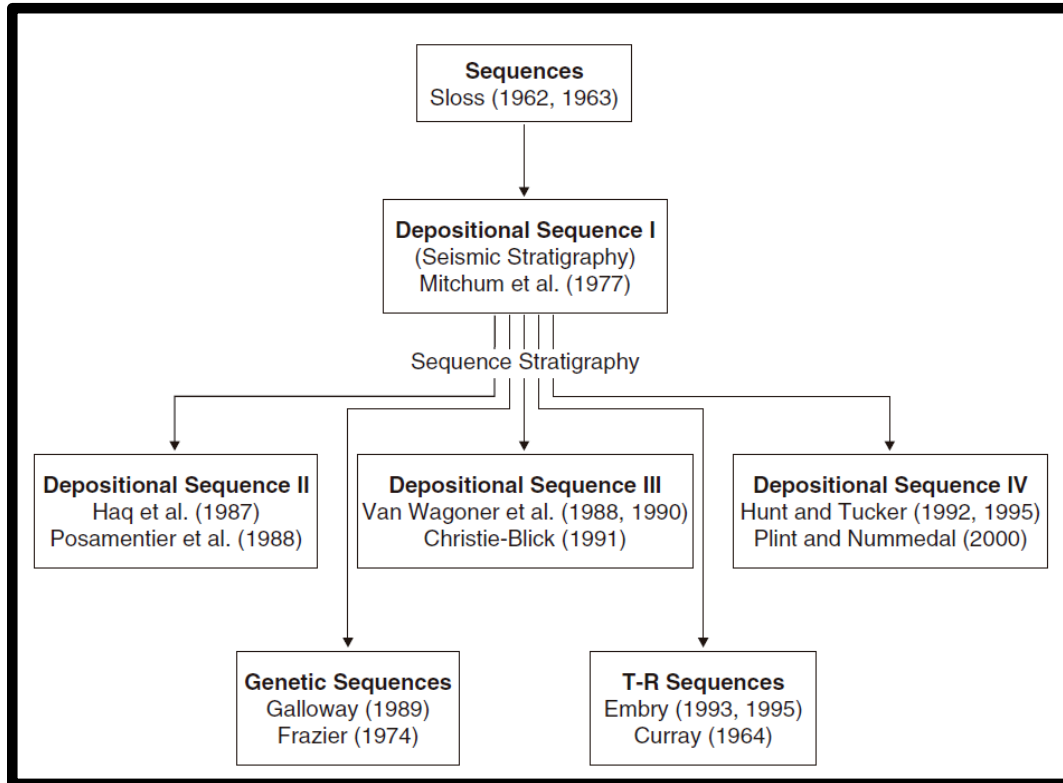 Sequences
Sloss (1962, 1963)
Depositional Sequence I
(Seismic Stratigraphy)
Mitchum et al. (1977)
Sequence Stratigraphy
Depositional Sequence II
Haq et al. (1987)
Posamentier et al. (1988)
Depositional Sequence III
Van Wagoner et al. (1988, 1990)
Christie-Blick (1991)
Depositional Sequence IV
Hunt and Tucker (1992, 1995)
Plint and Nummedal (2000)
Genetic Sequences
Galloway (1989)
Frazier (1974)
T-R Sequences
Embry (1993, 1995)
Curray (1964)